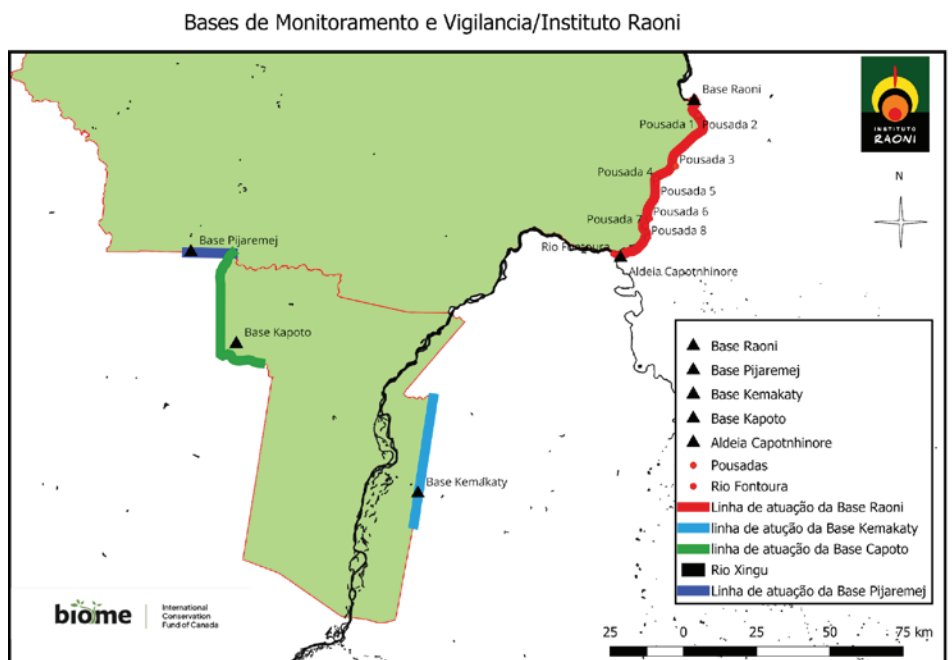 Bases de Monitoramento e Vigilancia/Instituto Raoni
INSTITUTO
RAONI
N
Base Raoni
Pousada 1
Pousada 2
Pousada 3
Pousada 4
Pousada 5
Pousada 6
Pousada 7
Pousada 8
Rio Fontoura
Aldeia Capotnhinore
Base Pijaremej
Base Kapoto
Base Kemakaty
Base Raoni
Base Pijaremej
Base Kemakaty
Base Kapoto
Aldeia Capotnhinore
Pousadas
Rio Fontoura
Linha de atuação da Base Raoni
linha de atução da Base Kemakaty
linha de atuação da Base Capoto
Rio Xingu
Linha de atuação da Base Pijaremej
biome
International
Conservation
Fund of Canada
25 0 25 50 75 km